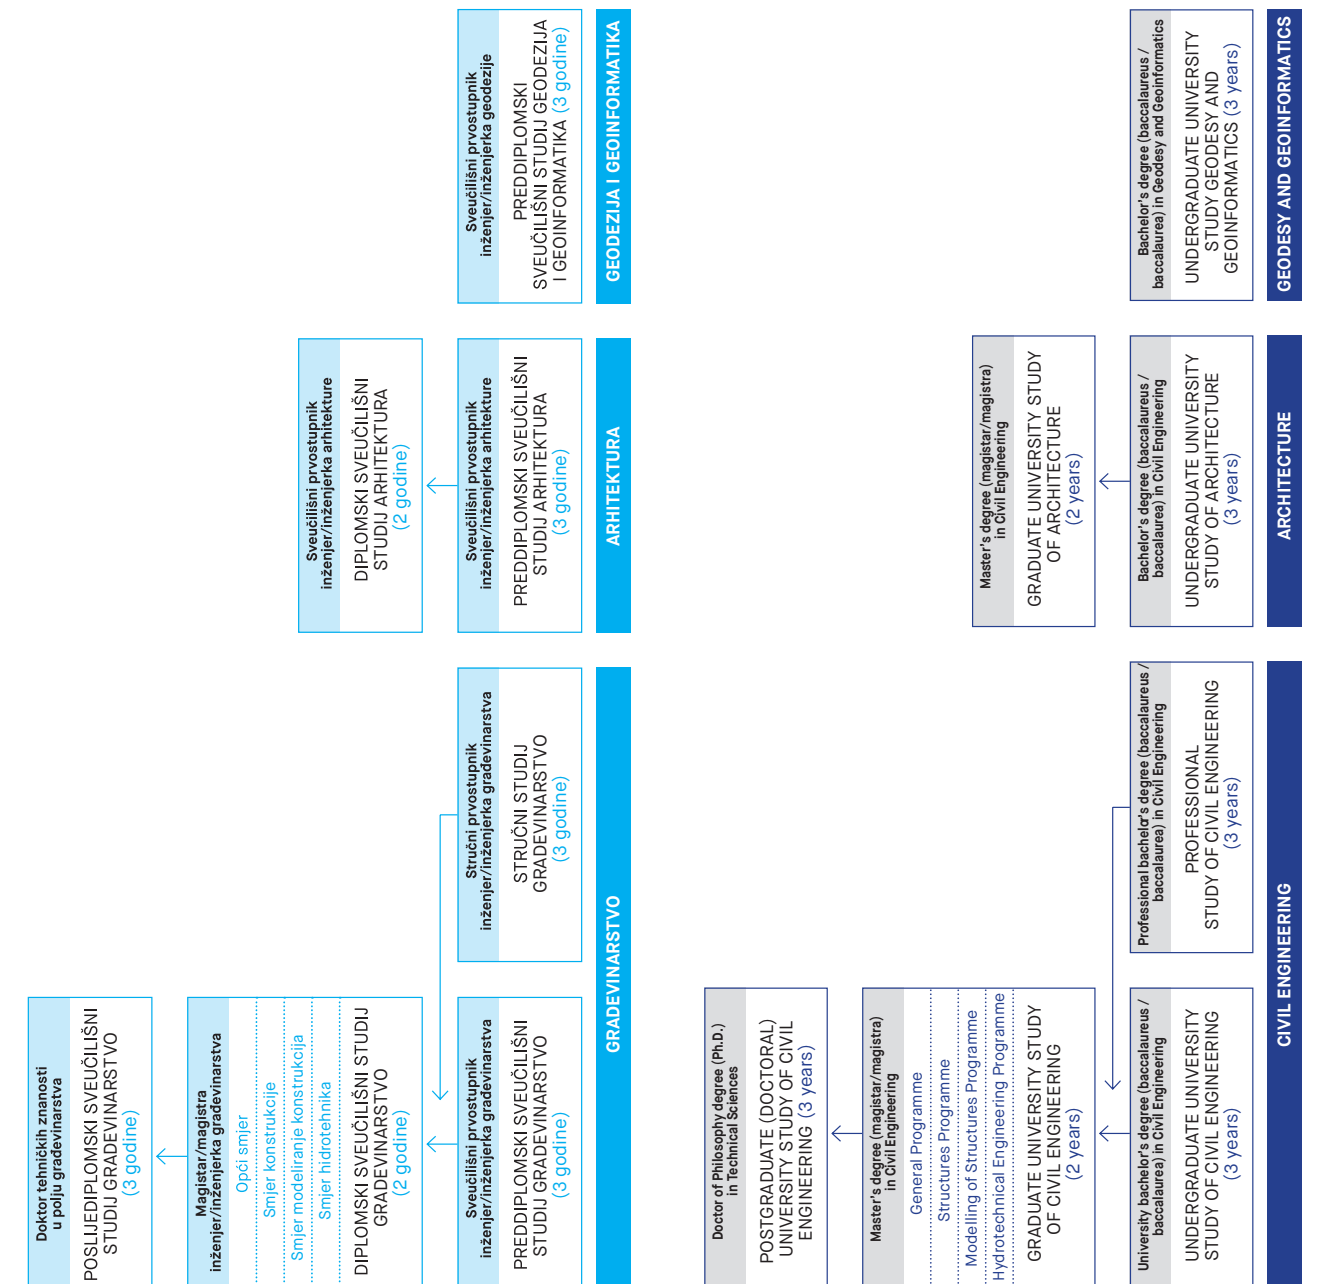 Doktor tehničkih znanosti
u polju građevinarstva
POSLIJEDIPLOMSKI SVEUČILIŠNI
STUDIJ GRAĐEVINARSTVO
(3 godine)
Magistar/magistra
inženjer/inženjerka građevinarstva
Opći smjer
Smjer konstrukcije
Smjer modeliranje konstrukcija
Smjer hidrotehnika
DIPLOMSKI SVEUČILIŠNI STUDIJ
GRAĐEVINARSTVO
(2 godine)
Sveučilišni prvostupnik
inženjer/inženjerka građevinarstva
PREDDIPLOMSKI SVEUČILIŠNI
STUDIJ GRAĐEVINARSTVO
(3 godine)
Stručni prvostupnik
inženjer/inženjerka građevinarstva
STRUČNI STUDIJ
GRAĐEVINARSTVO
(3 godine)
GRAĐEVINARSTVO
Sveučilišni prvostupnik
inženjer/inženjerka arhitekture
DIPLOMSKI SVEUČILIŠNI
STUDIJ ARHITEKTURA
(2 godine)
Sveučilišni prvostupnik
inženjer/inženjerka arhitekture
PREDDIPLOMSKI SVEUČILIŠNI
STUDIJ ARHITEKTURA
(3 godine)
ARHITEKTURA
Sveučilišni prvostupnik
inženjer/inženjerka geodezije
PREDDIPLOMSKI
SVEUČILIŠNI STUDIJ GEODEZIJA
I GEOINFORMATIKA (3 godine)
GEODEZIJA I GEOINFORMATIKA
Doctor of Philosophy degree (Ph.D.)
in Technical Sciences
POSTGRADUATE (DOCTORAL)
UNIVERSITY STUDY OF CIVIL
ENGINEERING (3 years)
Master's degree (magistar/magistra)
in Civil Engineering
General Programme
Structures Programme
Modelling of Structures Programme
Hydrotechnical Engineering Programme
GRADUATE UNIVERSITY STUDY
OF CIVIL ENGINEERING
(2 years)
University bachelor's degree (baccalaureus /
baccalaurea) in Civil Engineering
UNDERGRADUATE UNIVERSITY
STUDY OF CIVIL ENGINEERING
(3 years)
Professional bachelor's degree (baccalaureus /
baccalaurea) in Civil Engineering
PROFESSIONAL
STUDY OF CIVIL ENGINEERING
(3 years)
CIVIL ENGINEERING
Master's degree (magistar/magistra)
in Civil Engineering
GRADUATE UNIVERSITY STUDY
OF ARCHITECTURE
(2 years)
Bachelor's degree (baccalaureus /
baccalaurea) in Civil Engineering
UNDERGRADUATE UNIVERSITY
STUDY OF ARCHITECTURE
(3 years)
ARCHITECTURE
Bachelor's degree (baccalaureus /
baccalaurea) in Geodesy and Geoinformatics
UNDERGRADUATE UNIVERSITY
STUDY GEODESY AND
GEOINFORMATICS (3 years)
GEODESY AND GEOINFORMATICS